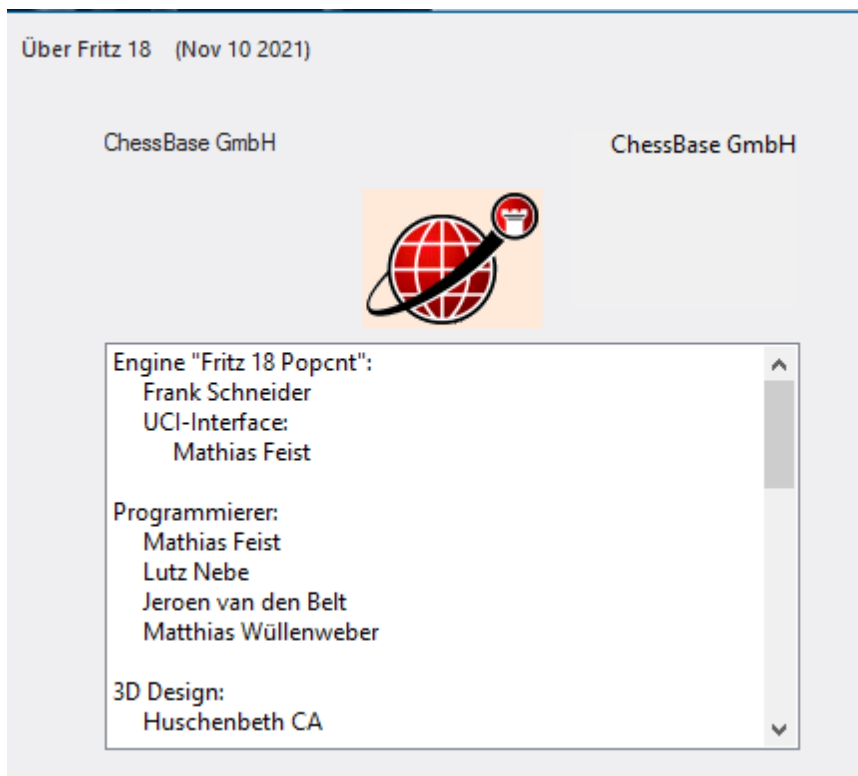 Über Fritz 18 (Nov 10 2021)
ChessBase GmbH
ChessBase GmbH
Engine "Fritz 18 Popcnt":
Frank Schneider
UCI-Interface:
Mathias Feist
Programmierer:
Mathias Feist
Lutz Nebe
Jeroen van den Belt
Matthias Wüllenweber
3D Design:
Huschenbeth CA